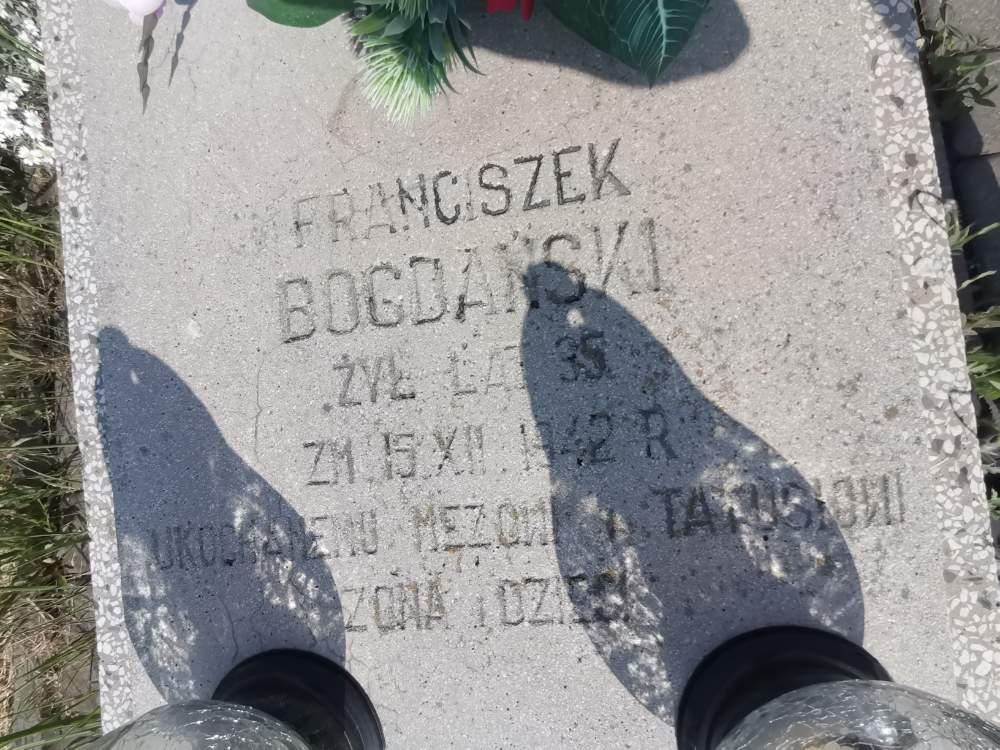 FRANCISZEK
BOGDAŃSKI
ŻYŁ LAT 35
ZM. 15.XII.1942 R
UKOCHANEMU MĘŻOWI I TATUSIOWI
ŻONA I DZIECI